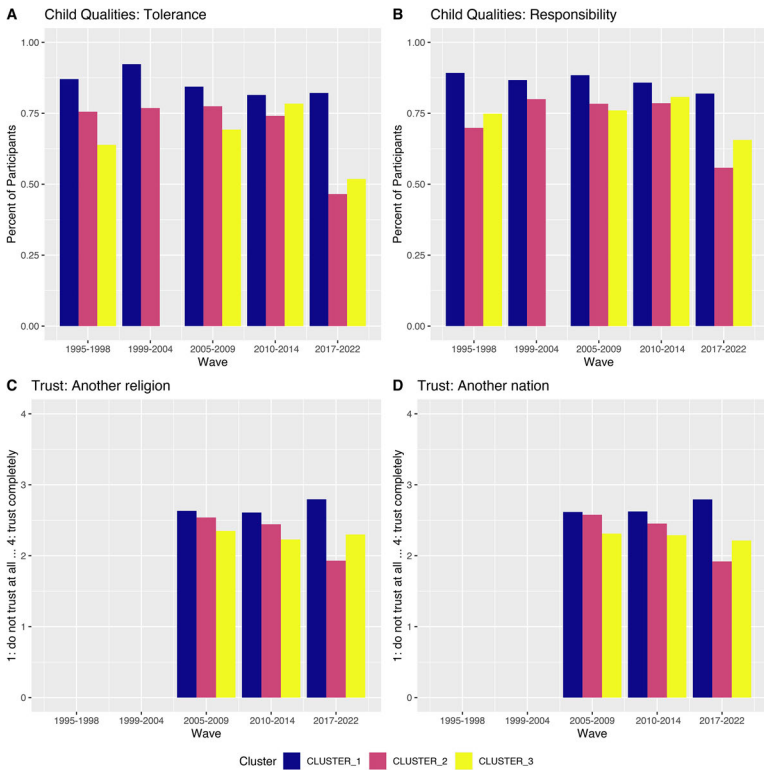 A Child Qualities: Tolerance
Percent of Participants
1.00
0.75
0.50
0.25
0.00
1995-1998 1999-2004 2005-2009 2010-2014 2017-2022
Wave
B Child Qualities: Responsibility
Percent of Participants
1.00
0.75
0.50
0.25
0.00
1995-1998 1999-2004 2005-2009 2010-2014 2017-2022
Wave
C Trust: Another religion
1: do not trust at all ... 4: trust completely
4
3
2
1
0
1995-1998 1999-2004 2005-2009 2010-2014 2017-2022
Wave
D Trust: Another nation
1: do not trust at all ... 4: trust completely
4
3
2
1
0
1995-1998 1999-2004 2005-2009 2010-2014 2017-2022
Wave
Cluster CLUSTER_1 CLUSTER_2 CLUSTER_3